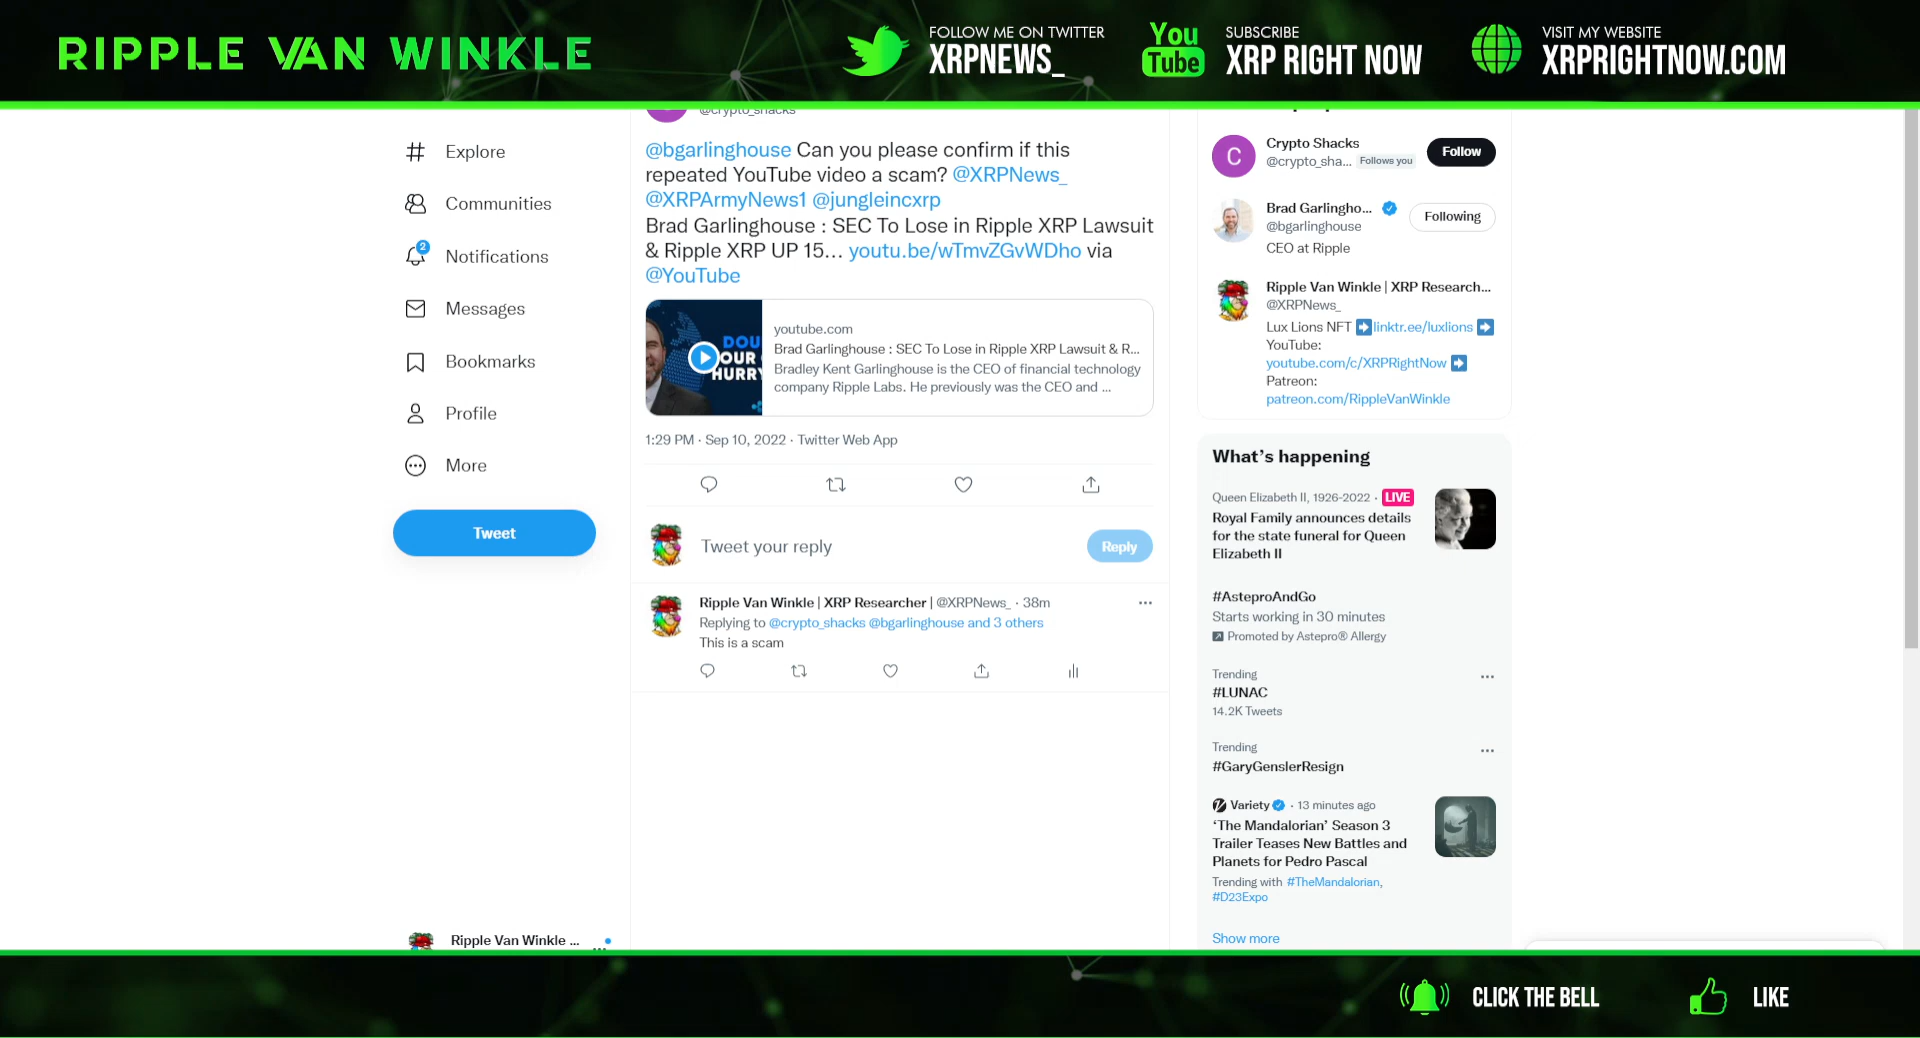 RIPPLE VAN WINKLE
FOLLOW ME ON TWITTER
XRPNEWS_
You
Tube
SUBSCRIBE
XRP RIGHT NOW
VISIT MY WEBSITE
XRPRIGHTNOW.COM
Explore
Communities
2
Notifications
Messages
Bookmarks
Profile
More
Tweet
Ripple Van Winkle ...
@crypto_shacks
@bgarlinghouse Can you please confirm if this
repeated YouTube video a scam? @XRPNews_
@XRPArmyNews1 @jungleincxrp
Brad Garlinghouse : SEC To Lose in Ripple XRP Lawsuit
& Ripple XRP UP 15… youtu.be/wTmvZGvWDho via
@YouTube
DOU
OUR
HURRY
youtube.com
Brad Garlinghouse : SEC To Lose in Ripple XRP Lawsuit & R...
Bradley Kent Garlinghouse is the CEO of financial technology
company Ripple Labs. He previously was the CEO and ...
1:29 PM · Sep 10, 2022 · Twitter Web App
Tweet your reply
Reply
Ripple Van Winkle | XRP Researcher | @XRPNews_ · 38m
Replying to @crypto_shacks @bgarlinghouse and 3 others
This is a scam
C
Crypto Shacks
@crypto_sha... Follows you
Follow
Brad Garlingho...
@bgarlinghouse
CEO at Ripple
Following
Ripple Van Winkle | XRP Research...
@XRPNews_
Lux Lions NFT ➡linktr.ee/luxlions ➡
YouTube:
youtube.com/c/XRPRightNow ➡
Patreon:
patreon.com/RippleVanWinkle
What's happening
Queen Elizabeth II, 1926-2022 · LIVE
Royal Family announces details
for the state funeral for Queen
Elizabeth II
#AsteproAndGo
Starts working in 30 minutes
Promoted by Astepro® Allergy
Trending
#LUNAC
14.2K Tweets
Trending
#GaryGenslerResign
Variety · 13 minutes ago
‘The Mandalorian’ Season 3
Trailer Teases New Battles and
Planets for Pedro Pascal
Trending with #TheMandalorian,
#D23Expo
Show more
CLICK THE BELL
LIKE